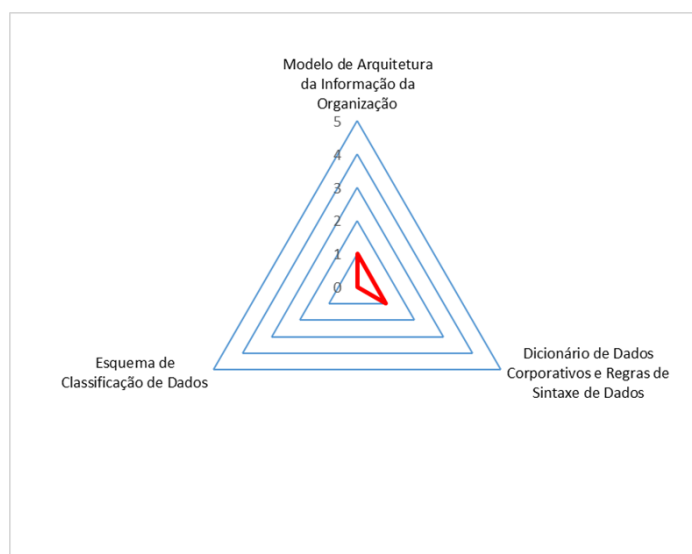 Modelo de Arquitetura
da Informação da
Organização
5
4
3
2
1
0
Esquema de
Classificação de Dados
Dicionário de Dados
Corporativos e Regras de
Sintaxe de Dados